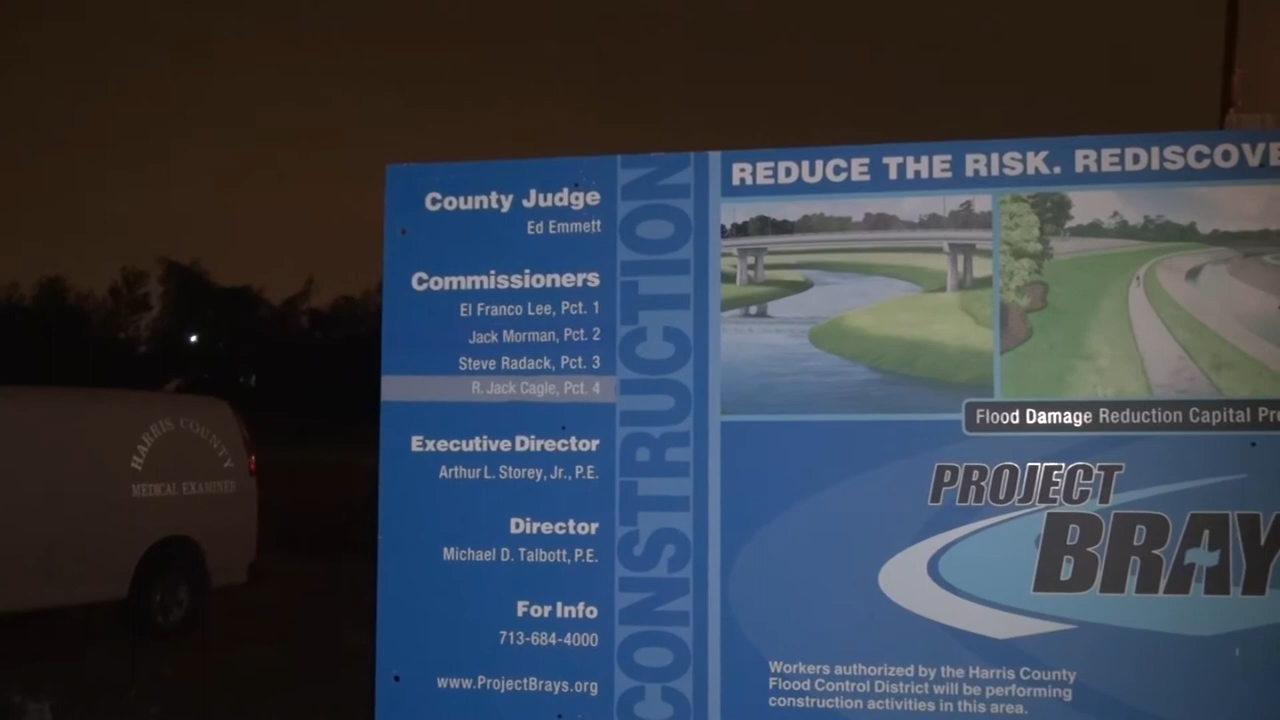 HARRIS COUNTY
MEDICAL EXAMINER
County Judge
Ed Emmett
Commissioners
El Franco Lee, Pct. 1
Jack Morman, Pct. 2
Steve Radack, Pct. 3
R. Jack Cagle, Pct. 4
Executive Director
Arthur L. Storey, Jr., P.E.
Director
Michael D. Talbott, P.E.
For Info
713-684-4000
www.ProjectBrays.org
CONSTRUCTION
REDUCE THE RISK. REDISCOVE
Flood Damage Reduction Capital Pr
PROJECT
BRAY
Workers authorized by the Harris County
Flood Control District will be performing
construction activities in this area.